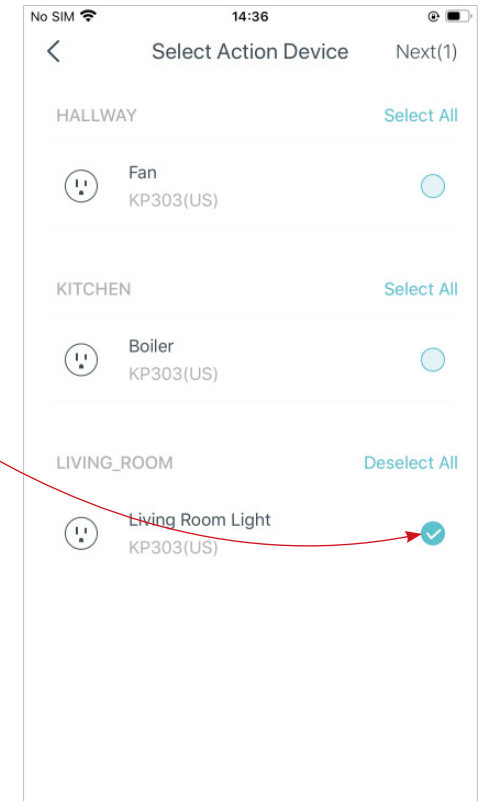 No SIM 14:36
Select Action Device Next(1)
HALLWAY Select All
Fan
KP303(US)
KITCHEN Select All
Boiler
KP303(US)
LIVING_ROOM Deselect All
Living Room Light
KP303(US)